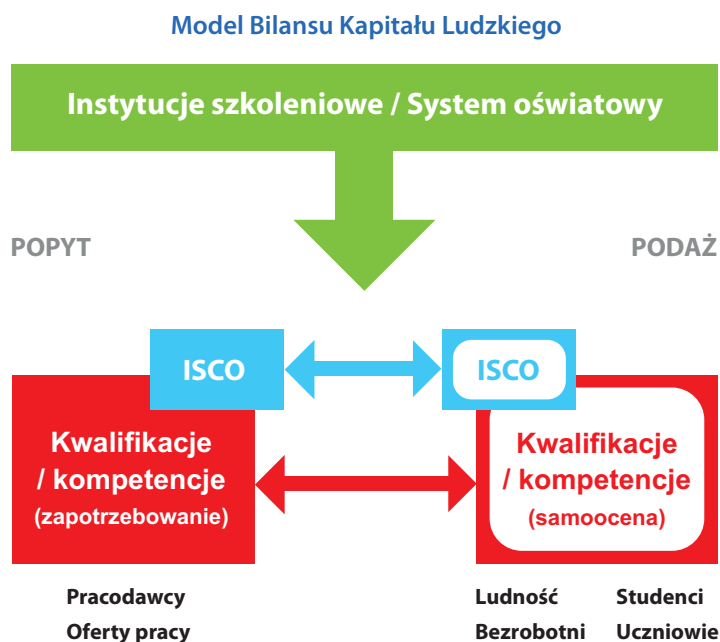 Model Bilansu Kapitału Ludzkiego
Instytucje szkoleniowe / System oświatowy
POPYT
PODAŻ
ISCO
ISCO
Kwalifikacje
/ kompetencje
(zapotrzebowanie)
Kwalifikacje
/ kompetencje
(samoocena)
Pracodawcy
Oferty pracy
Ludność
Bezrobotni
Studenci
Uczniowie